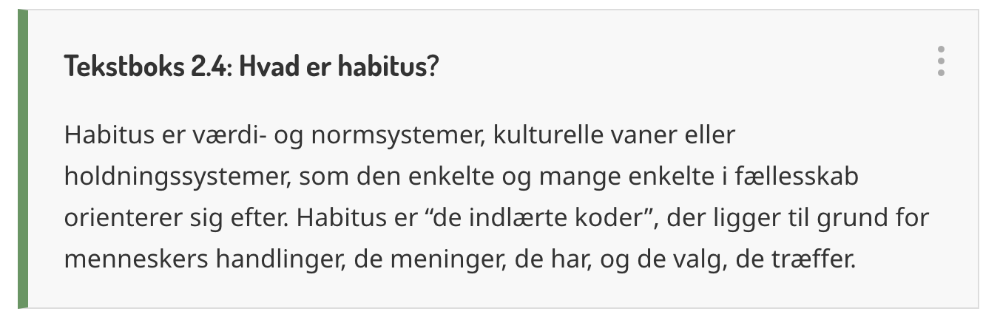 Tekstboks 2.4: Hvad er habitus?
Habitus er værdi- og normsystemer, kulturelle vaner eller
holdningssystemer, som den enkelte og mange enkelte i fællesskab
orienterer sig efter. Habitus er “de indlærte koder”, der ligger til grund for
menneskers handlinger, de meninger, de har, og de valg, de træffer.